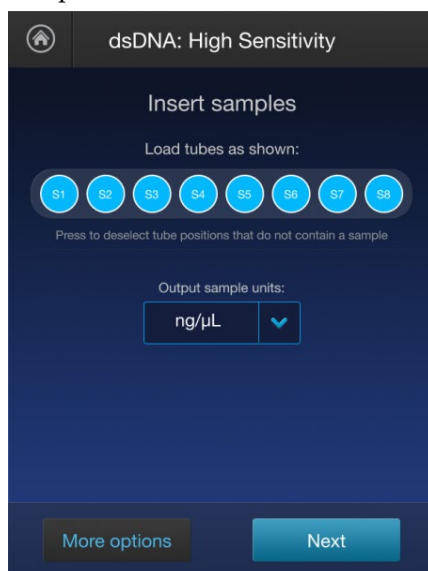 dsDNA: High Sensitivity
Insert samples
Load tubes as shown:
S1 S2 S3 S4 S5 S6 S7 S8
Press to deselect tube positions that do not contain a sample
Output sample units:
ng/µL
More options Next